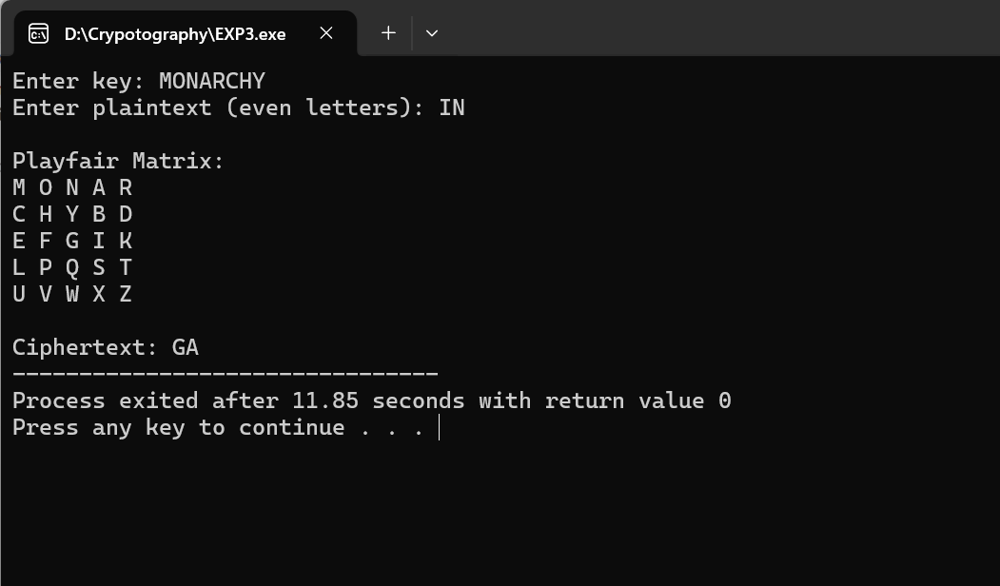 D:\Crypotography\EXP3.exe
Enter key: MONARCHY
Enter plaintext (even letters): IN
Playfair Matrix:
M O N A R
C H Y B D
E F G I K
L P Q S T
U V W X Z
Ciphertext: GA
--------------------------------
Process exited after 11.85 seconds with return value 0
Press any key to continue . . .